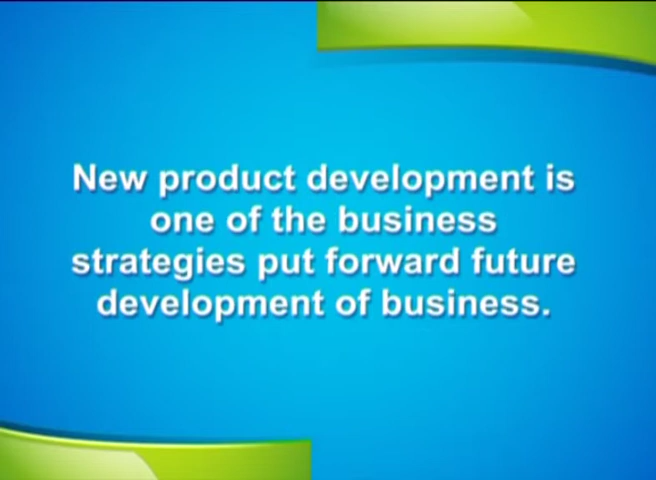 New product development is
one of the business
strategies put forward future
development of business.